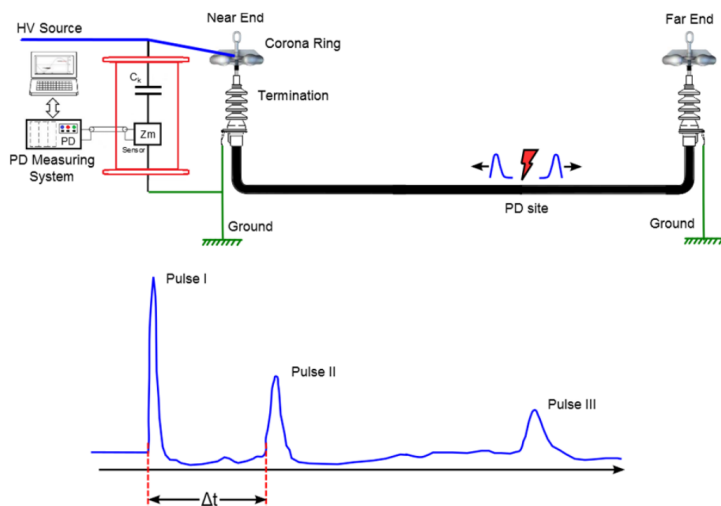 Near End
Far End
HV Source
Corona Ring
Ck
Termination
PD
Zm
Sensor
PD Measuring
System
PD site
Ground
Ground
Pulse I
Pulse II
Pulse III
Δt